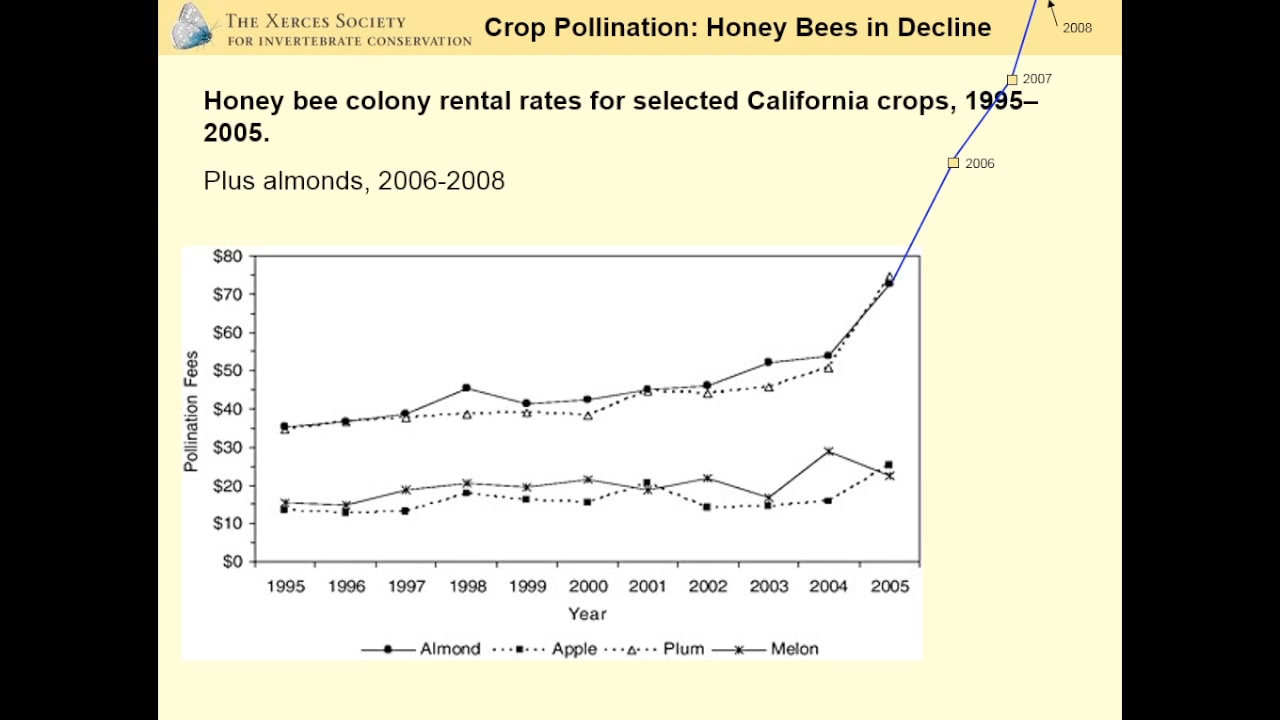 THE XERCES SOCIETY
FOR INVERTEBRATE CONSERVATION
Crop Pollination: Honey Bees in Decline
2008
2007
Honey bee colony rental rates for selected California crops, 1995–
2005.
2006
Plus almonds, 2006-2008
$80
$70
$60
$50
$40
$30
$20
$10
$0
Pollination Fees
1995 1996 1997 1998 1999 2000 2001 2002 2003 2004 2005
Year
Almond Apple Plum Melon